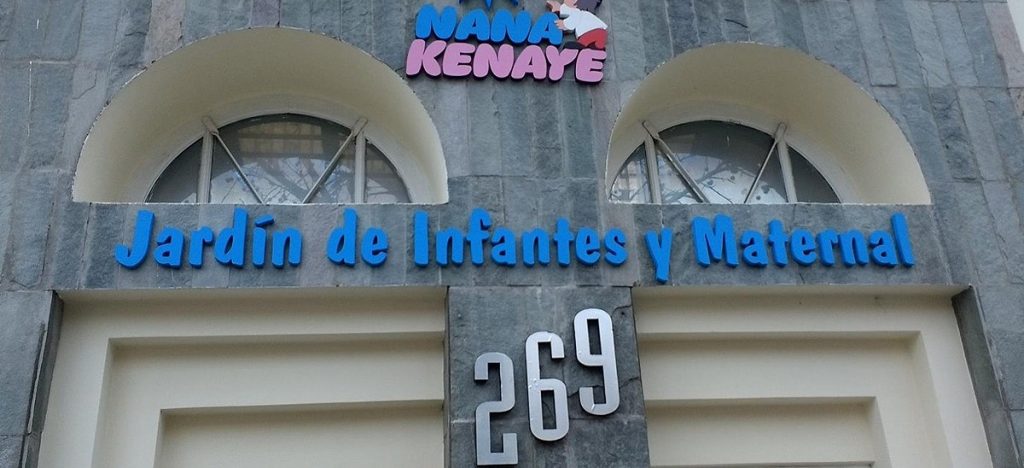 NANA
KENAYE
Jardín de Infantes y Maternal
269